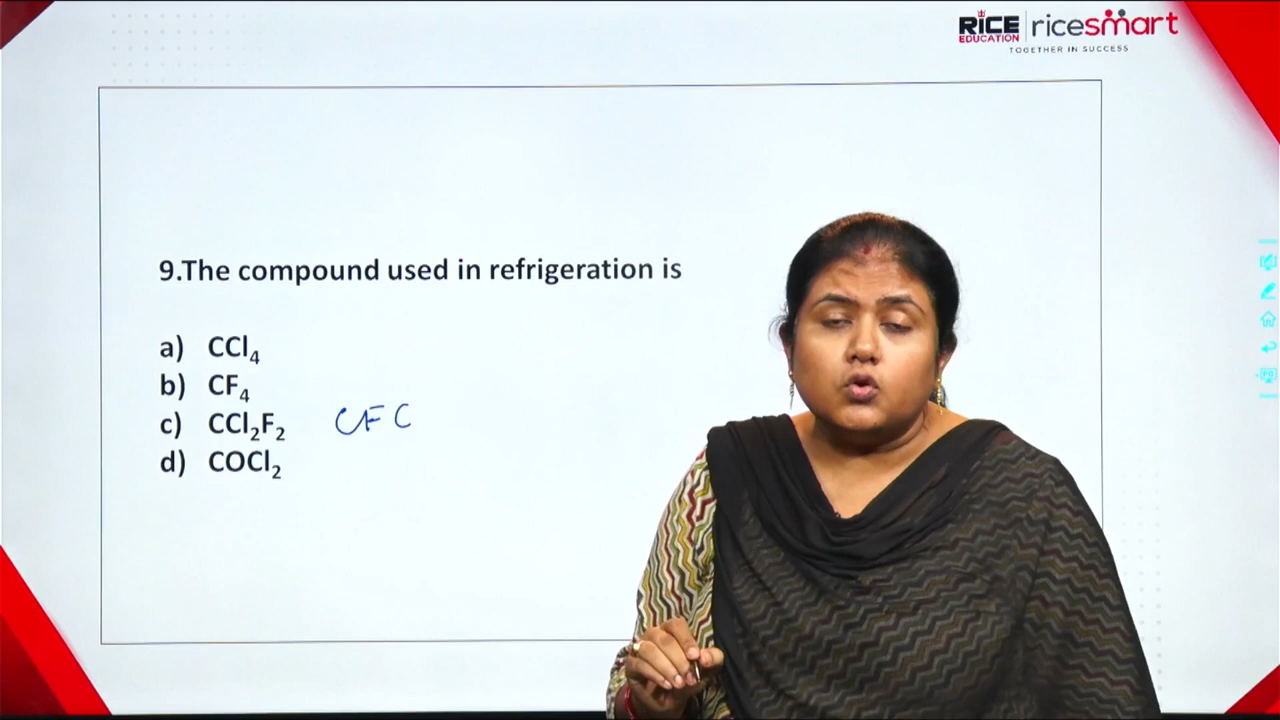 RICE EDUCATION ricesmart
TOGETHER IN SUCCESS
9.The compound used in refrigeration is
a) CCl₄
b) CF₄
c) CCl₂F₂ CFC
d) COCl₂